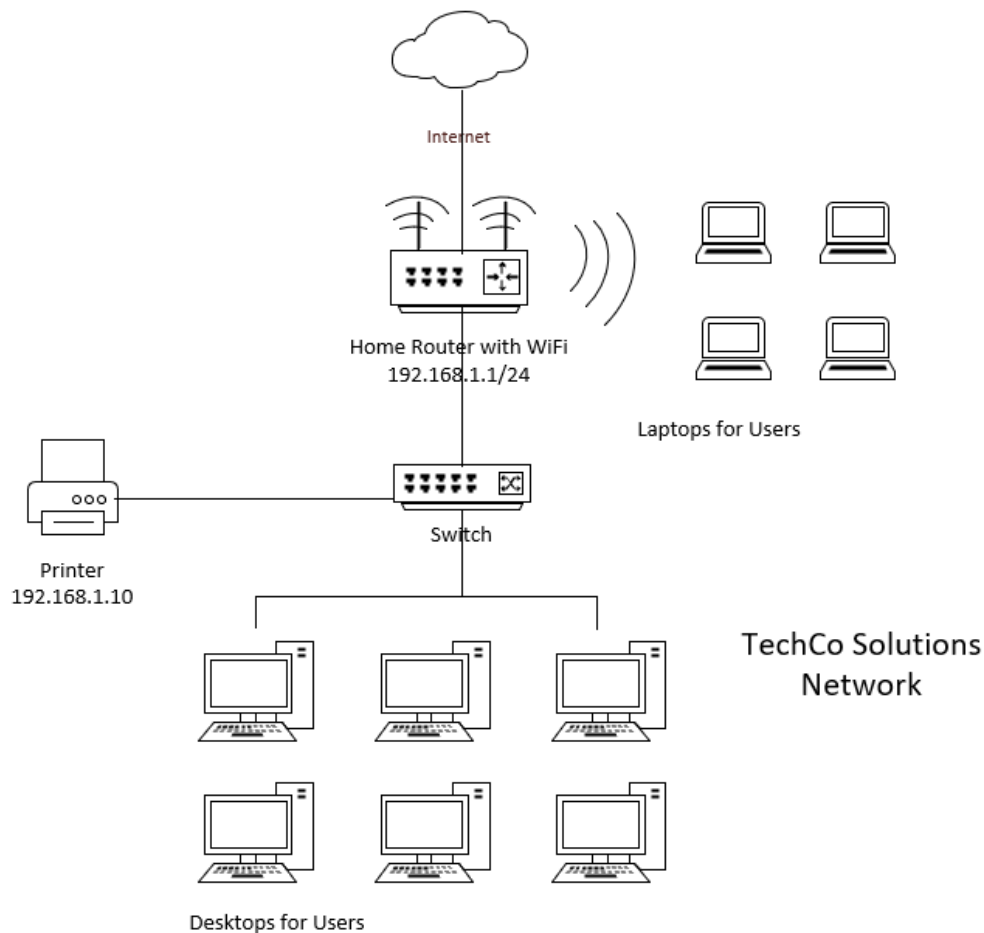 Internet
Home Router with WiFi
192.168.1.1/24
Laptops for Users
Switch
Printer
192.168.1.10
TechCo Solutions
Network
Desktops for Users